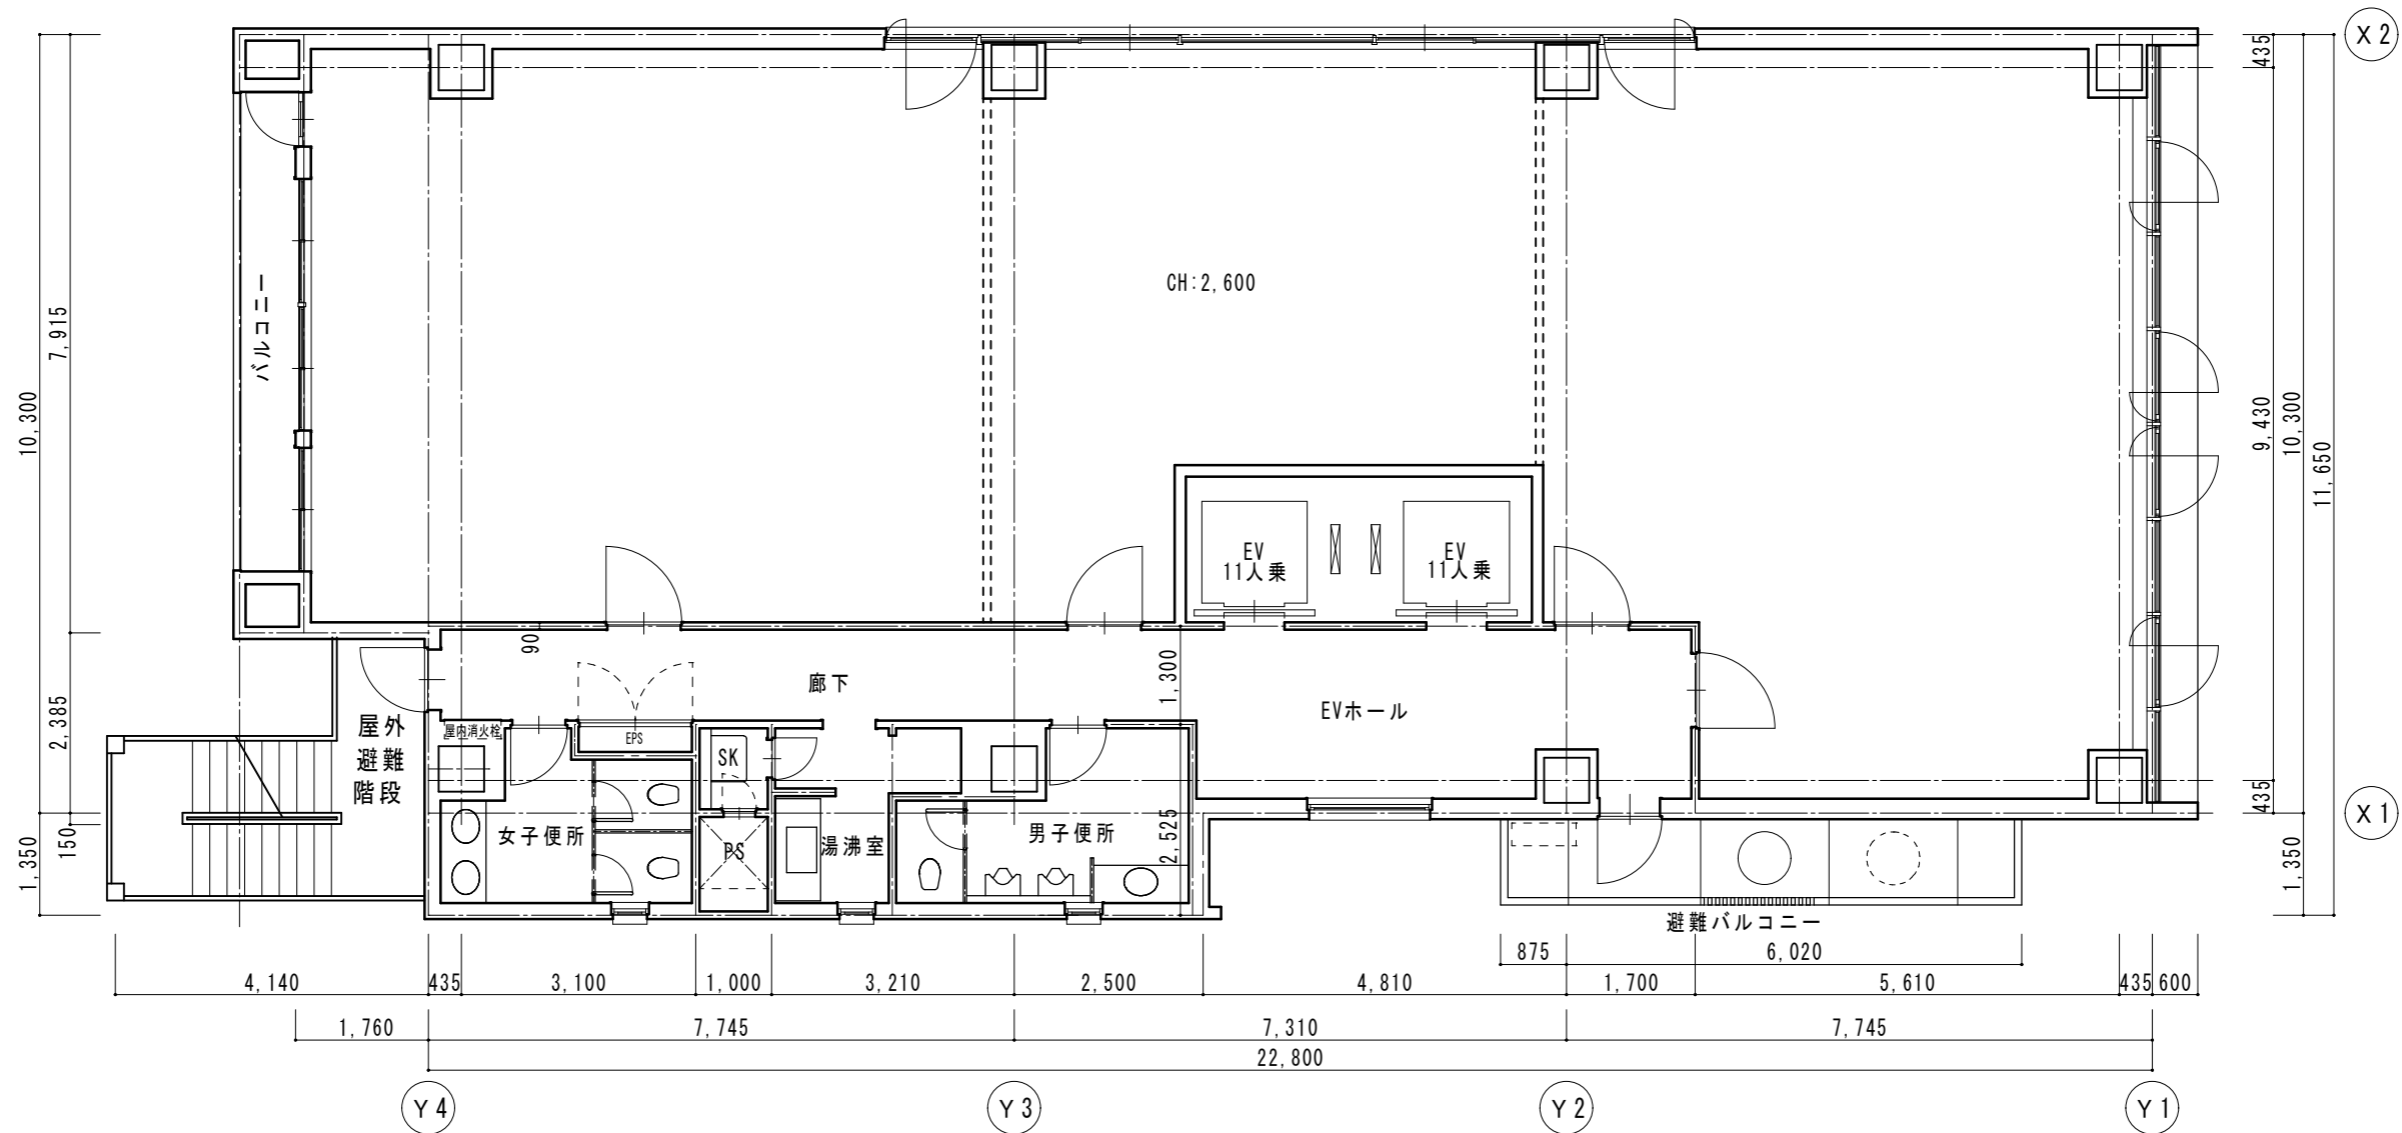 X2
435
CH:2,600
バルコニー
7,915
10,300
9,430
10,300
11,650
EV
11人乗
EV
11人乗
90
廊下
1,300
EVホール
2,385
屋外
避難
階段
屋内消火栓
EPS
SK
PS
女子便所
湯沸室
男子便所
2,525
150
1,350
435
1,350
X1
避難バルコニー
875
6,020
4,140
435
3,100
1,000
3,210
2,500
4,810
1,700
5,610
435
600
1,760
7,745
7,310
7,745
22,800
Y4
Y3
Y2
Y1